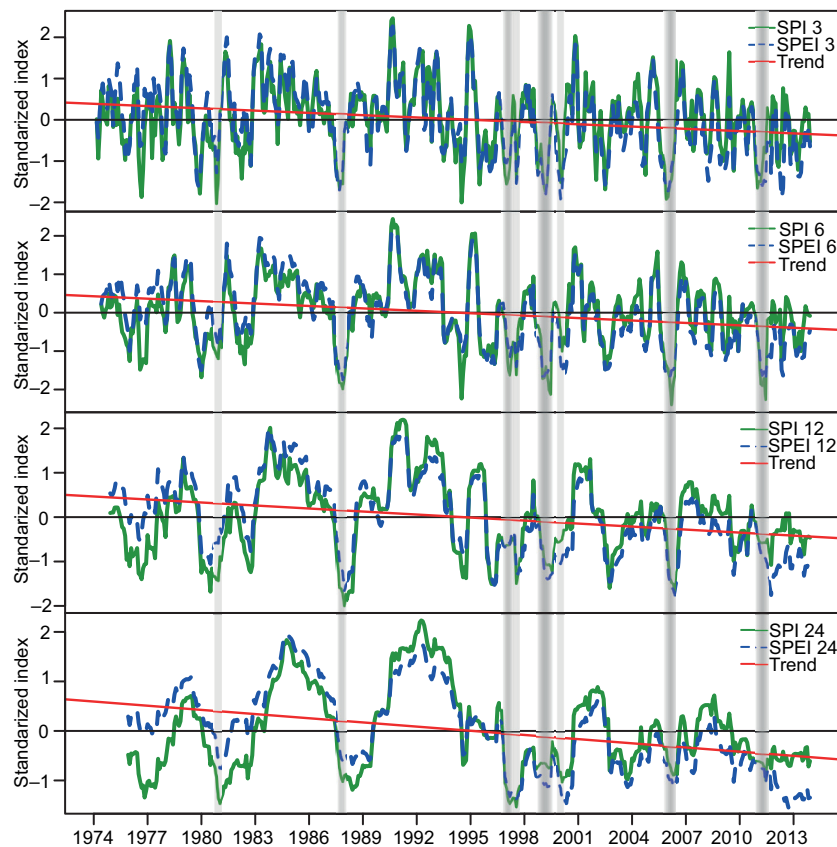 Standarized index
2
1
0
–1
–2
SPI 3
SPEI 3
Trend
Standarized index
2
1
0
–1
–2
SPI 6
SPEI 6
Trend
Standarized index
2
1
0
–1
–2
SPI 12
SPEI 12
Trend
Standarized index
2
1
0
–1
SPI 24
SPEI 24
Trend
1974 1977 1980 1983 1986 1989 1992 1995 1998 2001 2004 2007 2010 2013